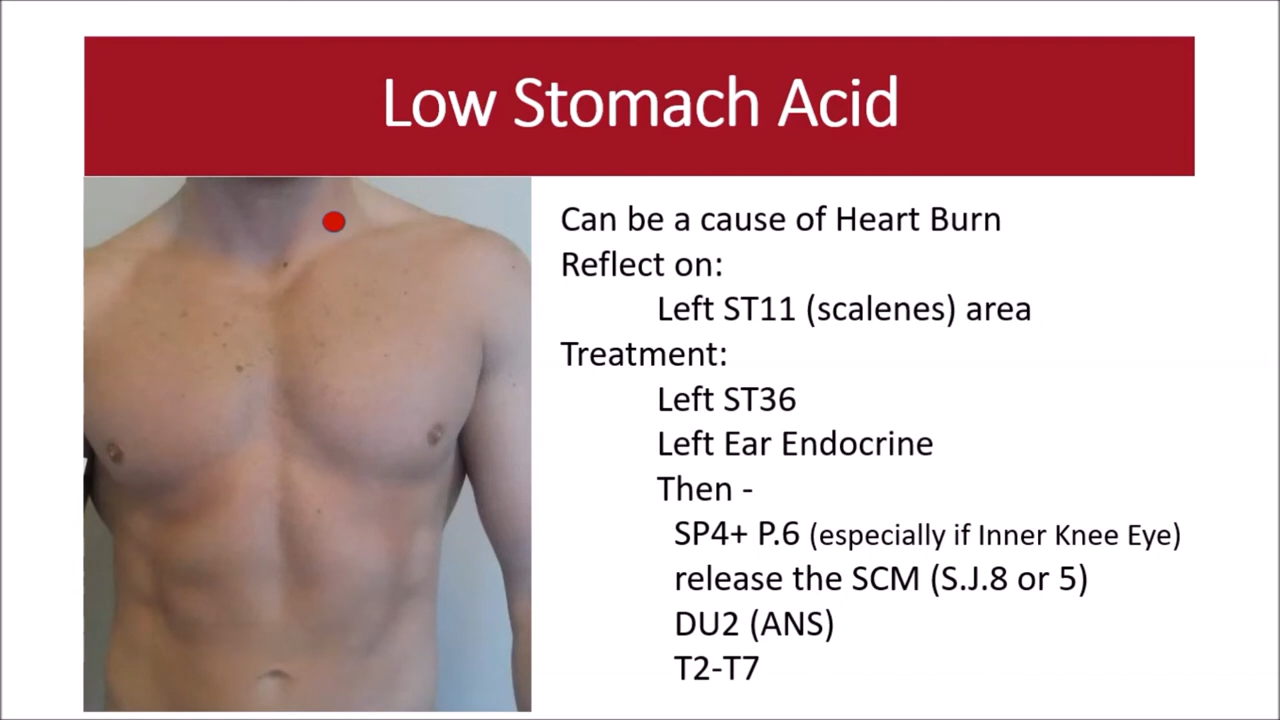 Low Stomach Acid
Can be a cause of Heart Burn
Reflect on:
Left ST11 (scalenes) area
Treatment:
Left ST36
Left Ear Endocrine
Then -
SP4+ P.6 (especially if Inner Knee Eye)
release the SCM (S.J.8 or 5)
DU2 (ANS)
T2-T7